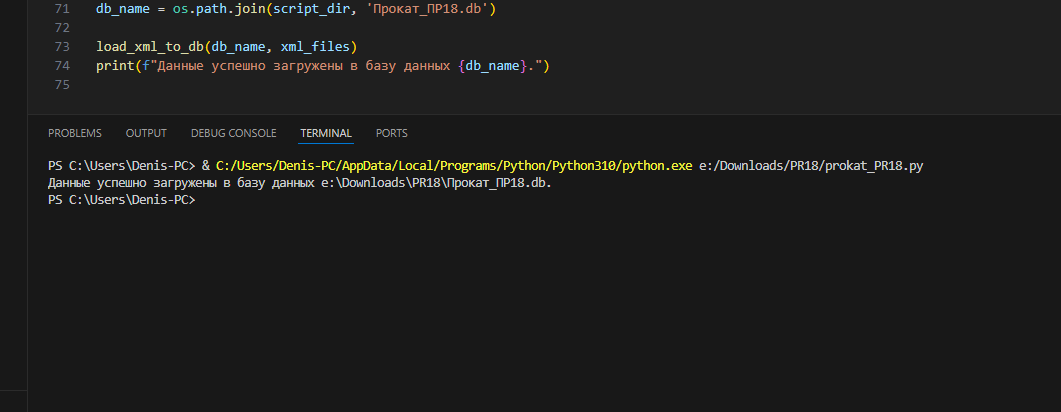 71 db_name = os.path.join(script_dir, 'Прокат_ПР18.db')
72
73 load_xml_to_db(db_name, xml_files)
74 print(f"Данные успешно загружены в базу данных {db_name}.")
75
PROBLEMS OUTPUT DEBUG CONSOLE TERMINAL PORTS
PS C:\Users\Denis-PC> & C:/Users/Denis-PC/AppData/Local/Programs/Python/Python310/python.exe e:/Downloads/PR18/prokat_PR18.py
Данные успешно загружены в базу данных e:\Downloads\PR18\Прокат_ПР18.db.
PS C:\Users\Denis-PC>